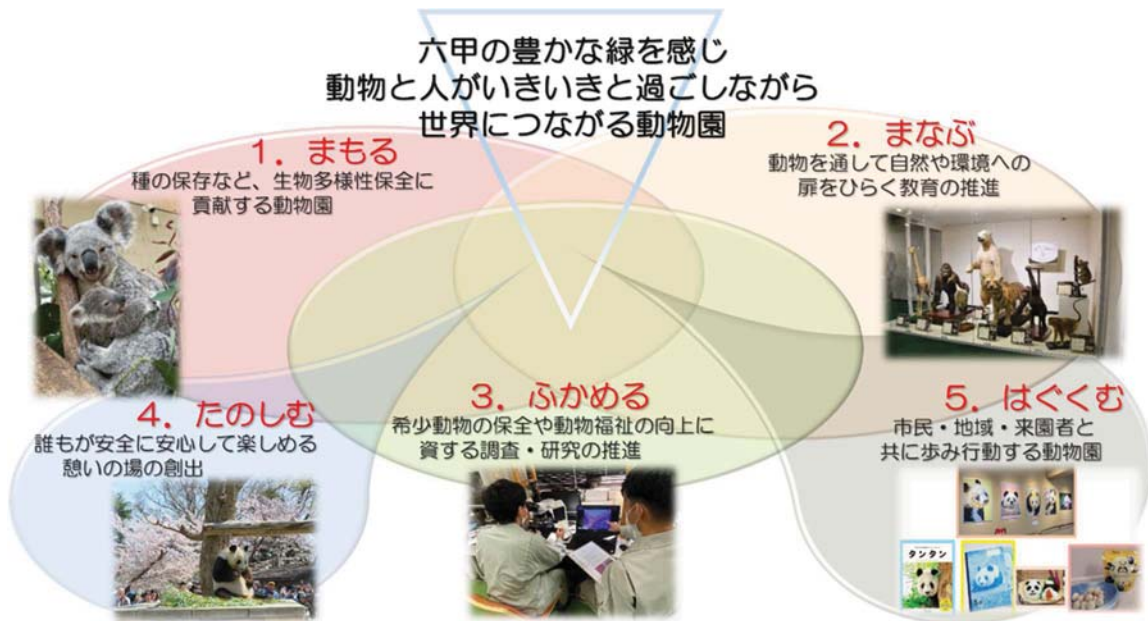 六甲の豊かな緑を感じ
動物と人がいきいきと過ごしながら
世界につながる動物園
1．まもる
種の保存など、生物多様性保全に
貢献する動物園
2．まなぶ
動物を通して自然や環境への
扉をひらく教育の推進
3．ふかめる
希少動物の保全や動物福祉の向上に
資する調査・研究の推進
4．たのしむ
誰もが安全に安心して楽しめる
憩いの場の創出
5．はぐくむ
市民・地域・来園者と
共に歩み行動する動物園
タンタン